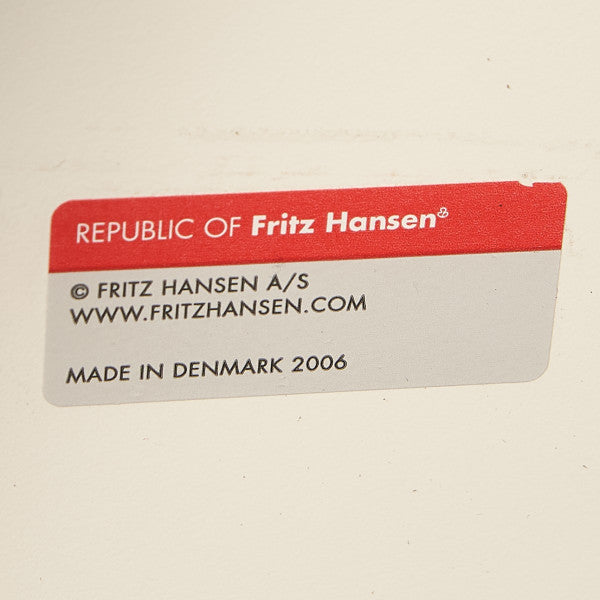 REPUBLIC OF Fritz Hansen
© FRITZ HANSEN A/S
WWW.FRITZHANSEN.COM
MADE IN DENMARK 2006